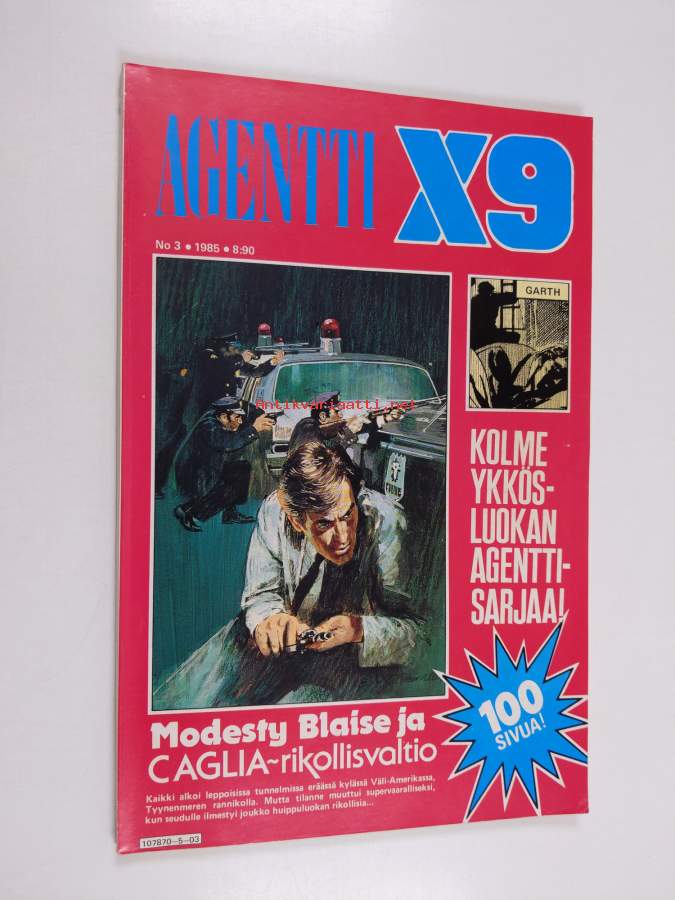 AGENTTI X9
No 3 • 1985 • 8:90
GARTH
Antikvariaatti.net
KOLME
YKKÖS-
LUOKAN
AGENTTI-
SARJAA!
100
SIVUA!
Modesty Blaise ja
CAGLIA~rikollisvaltio
Kaikki alkoi leppoisissa tunnelmissa eräässä kylässä Väli-Amerikassa,
Tyynenmeren rannikolla. Mutta tilanne muuttui supervaaralliseksi,
kun seudulle ilmestyi joukko huippuluokan rikollisia...
107870—5—03